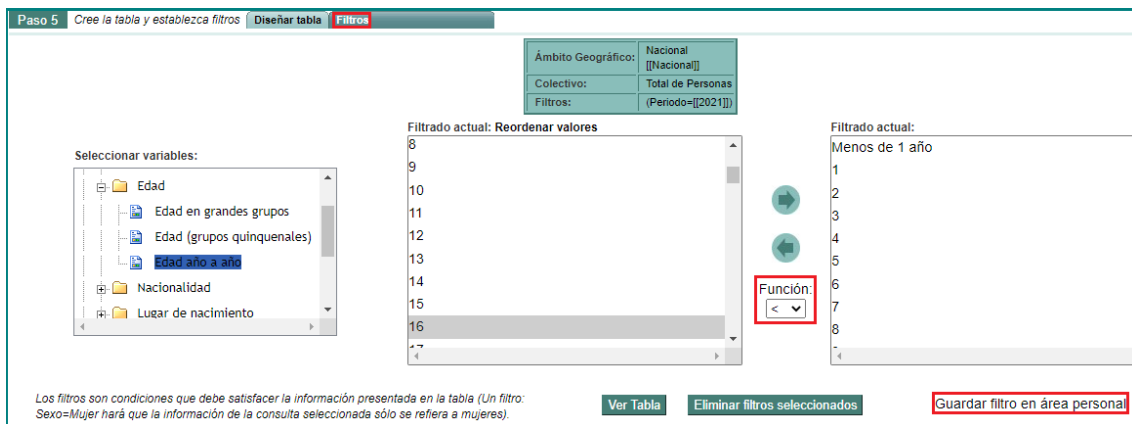 Paso 5 Cree la tabla y establezca filtros Diseñar tabla Filtros
Ámbito Geográfico: Nacional
[[Nacional]]
Colectivo: Total de Personas
Filtros: (Periodo=[[2021]])
Seleccionar variables:
Edad
Edad en grandes grupos
Edad (grupos quinquenales)
Edad año a año
Nacionalidad
Lugar de nacimiento
Filtrado actual: Reordenar valores
8
9
10
11
12
13
14
15
16
17
Función:
<
Filtrado actual:
Menos de 1 año
1
2
3
4
5
6
7
8
Los filtros son condiciones que debe satisfacer la información presentada en la tabla (Un filtro:
Sexo=Mujer hará que la información de la consulta seleccionada sólo se refiera a mujeres).
Ver Tabla
Eliminar filtros seleccionados
Guardar filtro en área personal